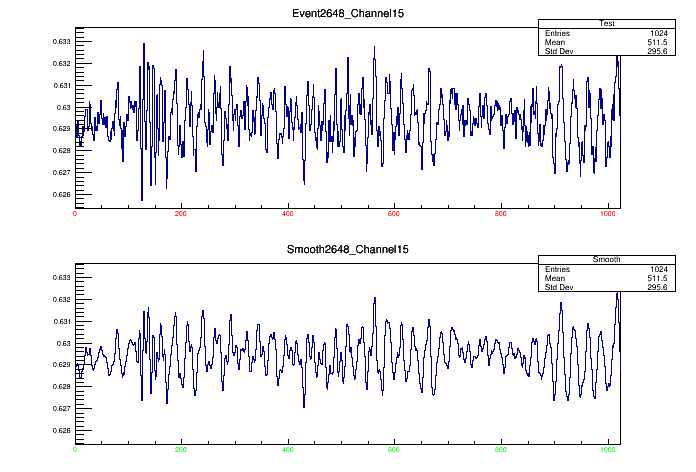 Event2648_Channel15
Test
Entries 1024
Mean 511.5
Std Dev 295.6
0.633
0.632
0.631
0.63
0.629
0.628
0.627
0.626
0 200 400 600 800 1000
Smooth2648_Channel15
Smooth
Entries 1024
Mean 511.5
Std Dev 295.6
0.633
0.632
0.631
0.63
0.629
0.628
0.627
0.626
0 200 400 600 800 1000